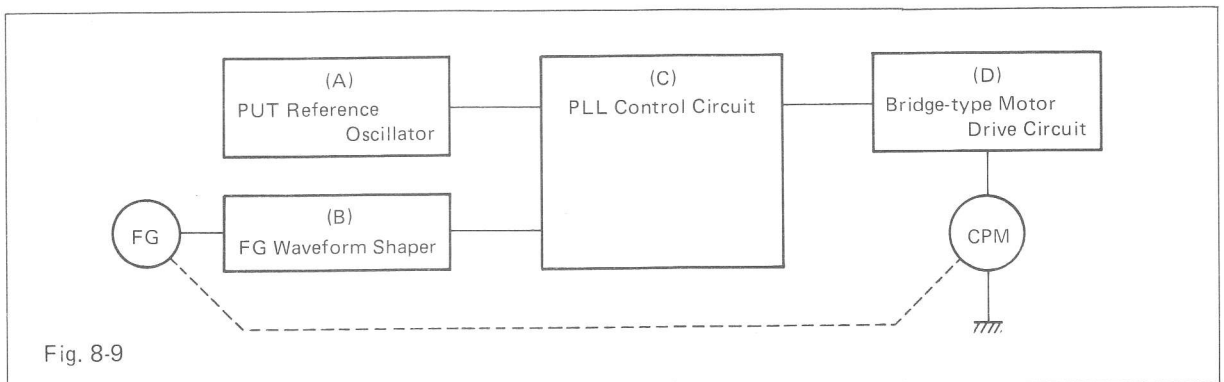 (A)
PUT Reference
Oscillator
(C)
PLL Control Circuit
(D)
Bridge-type Motor
Drive Circuit
FG
(B)
FG Waveform Shaper
CPM
Fig. 8-9